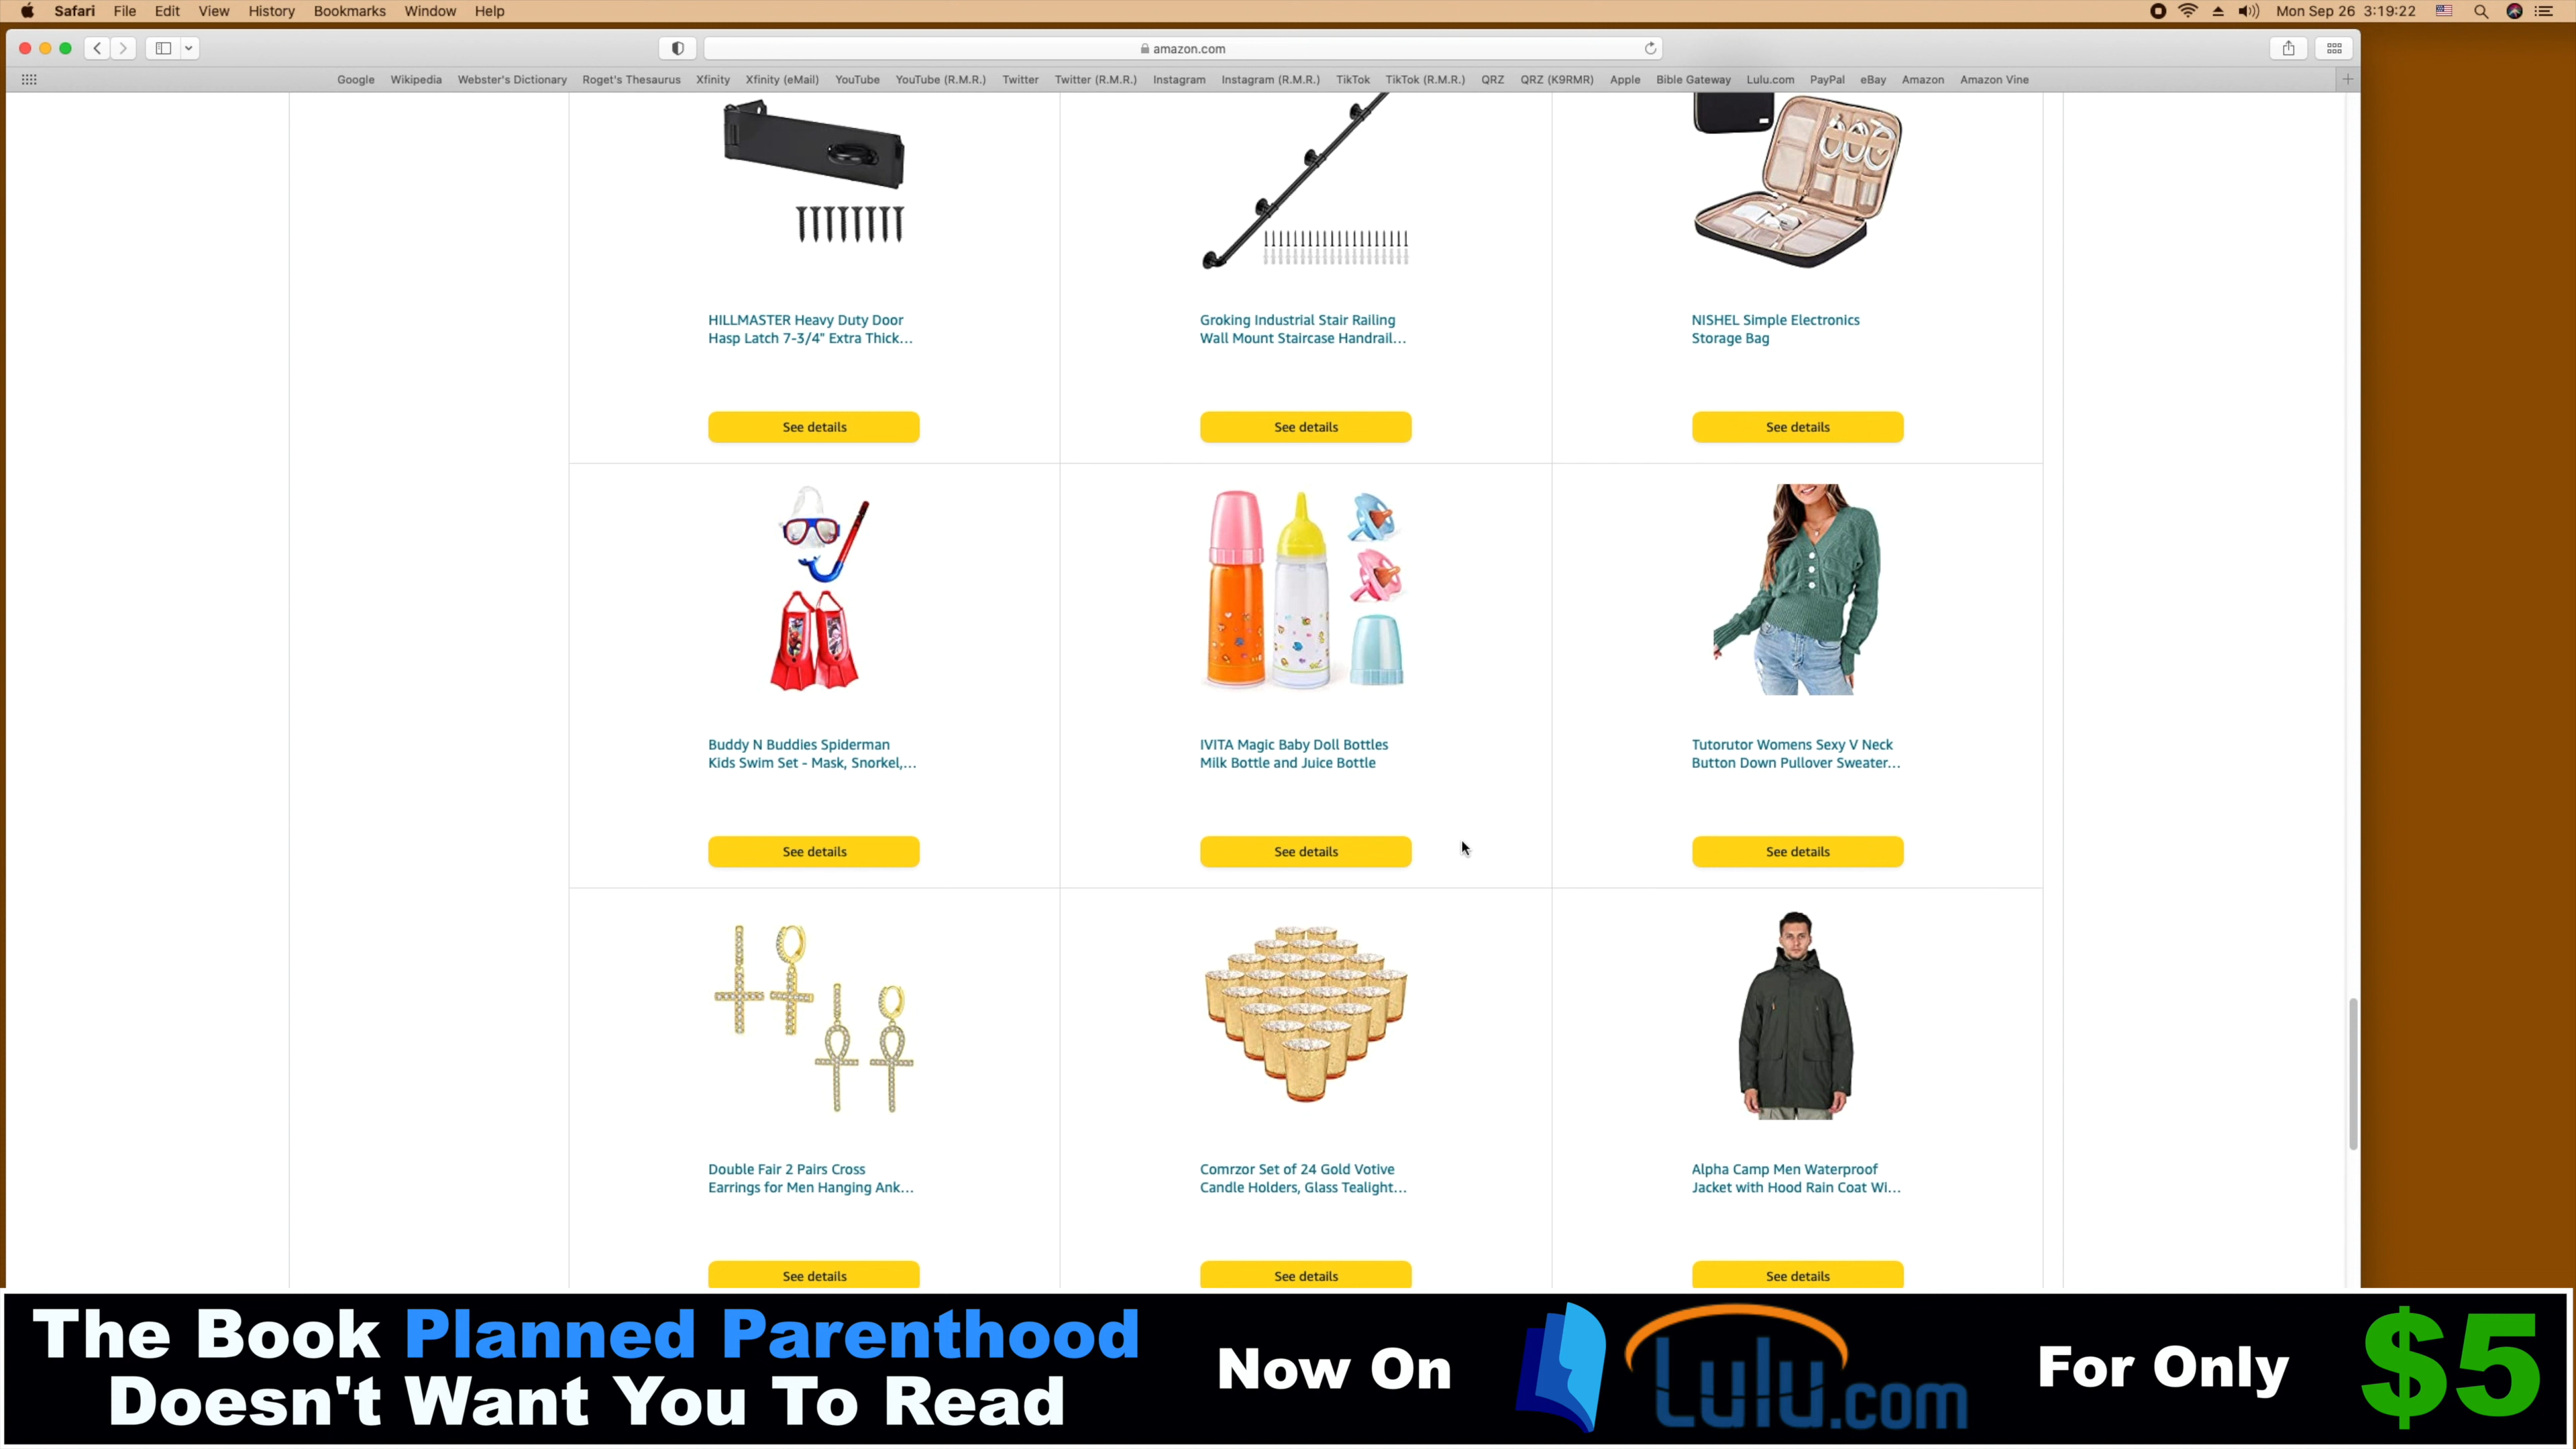 Safari File Edit View History Bookmarks Window Help
Mon Sep 26 3:19:22
amazon.com
Google Wikipedia Webster's Dictionary Roget's Thesaurus Xfinity Xfinity (eMail) YouTube YouTube (R.M.R.) Twitter Twitter (R.M.R.) Instagram Instagram (R.M.R.) TikTok TikTok (R.M.R.) QRZ QRZ (K9RMR) Apple Bible Gateway Lulu.com PayPal eBay Amazon Amazon Vine
HILLMASTER Heavy Duty Door
Hasp Latch 7-3/4" Extra Thick...
See details
Groking Industrial Stair Railing
Wall Mount Staircase Handrail...
See details
NISHEL Simple Electronics
Storage Bag
See details
Buddy N Buddies Spiderman
Kids Swim Set - Mask, Snorkel,...
See details
IVITA Magic Baby Doll Bottles
Milk Bottle and Juice Bottle
See details
Tutorutor Womens Sexy V Neck
Button Down Pullover Sweater...
See details
Double Fair 2 Pairs Cross
Earrings for Men Hanging Ank...
See details
Comrzor Set of 24 Gold Votive
Candle Holders, Glass Tealight...
See details
Alpha Camp Men Waterproof
Jacket with Hood Rain Coat Wi...
See details
The Book Planned Parenthood
Doesn't Want You To Read
Now On
Lulu.com
For Only
$5